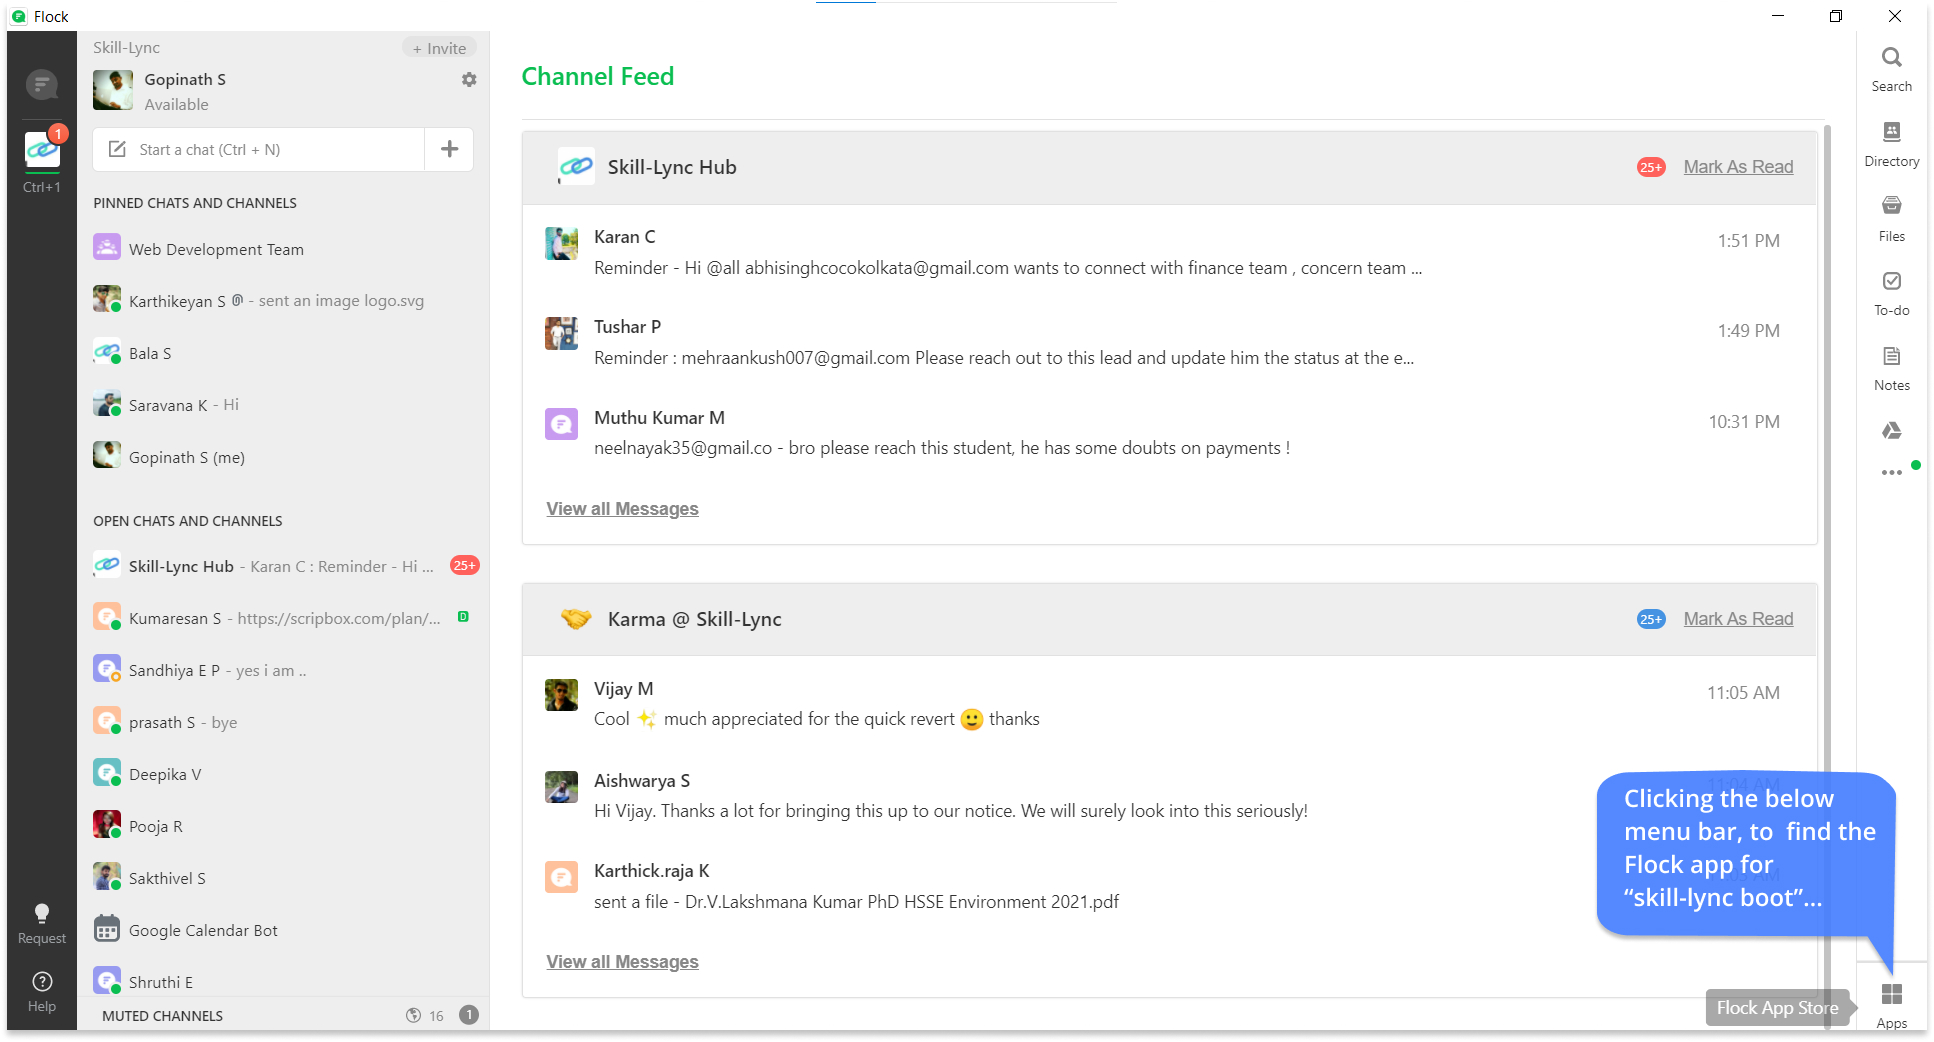 Flock
Skill-Lync
+ Invite
Gopinath S
Available
1
Ctrl+1
Start a chat (Ctrl + N)
PINNED CHATS AND CHANNELS
Web Development Team
Karthikeyan S - sent an image logo.svg
Bala S
Saravana K - Hi
Gopinath S (me)
OPEN CHATS AND CHANNELS
Skill-Lync Hub - Karan C : Reminder - Hi ... 25+
Kumaresan S - https://scripbox.com/plan/... D
Sandhiya E P - yes i am ..
prasath S - bye
Deepika V
Pooja R
Sakthivel S
Google Calendar Bot
Shruthi E
MUTED CHANNELS 16 1
Request
Help
Channel Feed
Skill-Lync Hub 25+ Mark As Read
Karan C 1:51 PM
Reminder - Hi @all abhisinghcocokolkata@gmail.com wants to connect with finance team , concern team ...
Tushar P 1:49 PM
Reminder : mehraankush007@gmail.com Please reach out to this lead and update him the status at the e...
Muthu Kumar M 10:31 PM
neelnayak35@gmail.co - bro please reach this student, he has some doubts on payments !
View all Messages
Karma @ Skill-Lync 25+ Mark As Read
Vijay M 11:05 AM
Cool ✨ much appreciated for the quick revert 🙂 thanks
Aishwarya S 11:04 AM
Hi Vijay. Thanks a lot for bringing this up to our notice. We will surely look into this seriously!
Karthick.raja K
sent a file - Dr.V.Lakshmana Kumar PhD HSSE Environment 2021.pdf
View all Messages
Search
Directory
Files
To-do
Notes
Clicking the below
menu bar, to find the
Flock app for
“skill-lync boot”...
Flock App Store
Apps